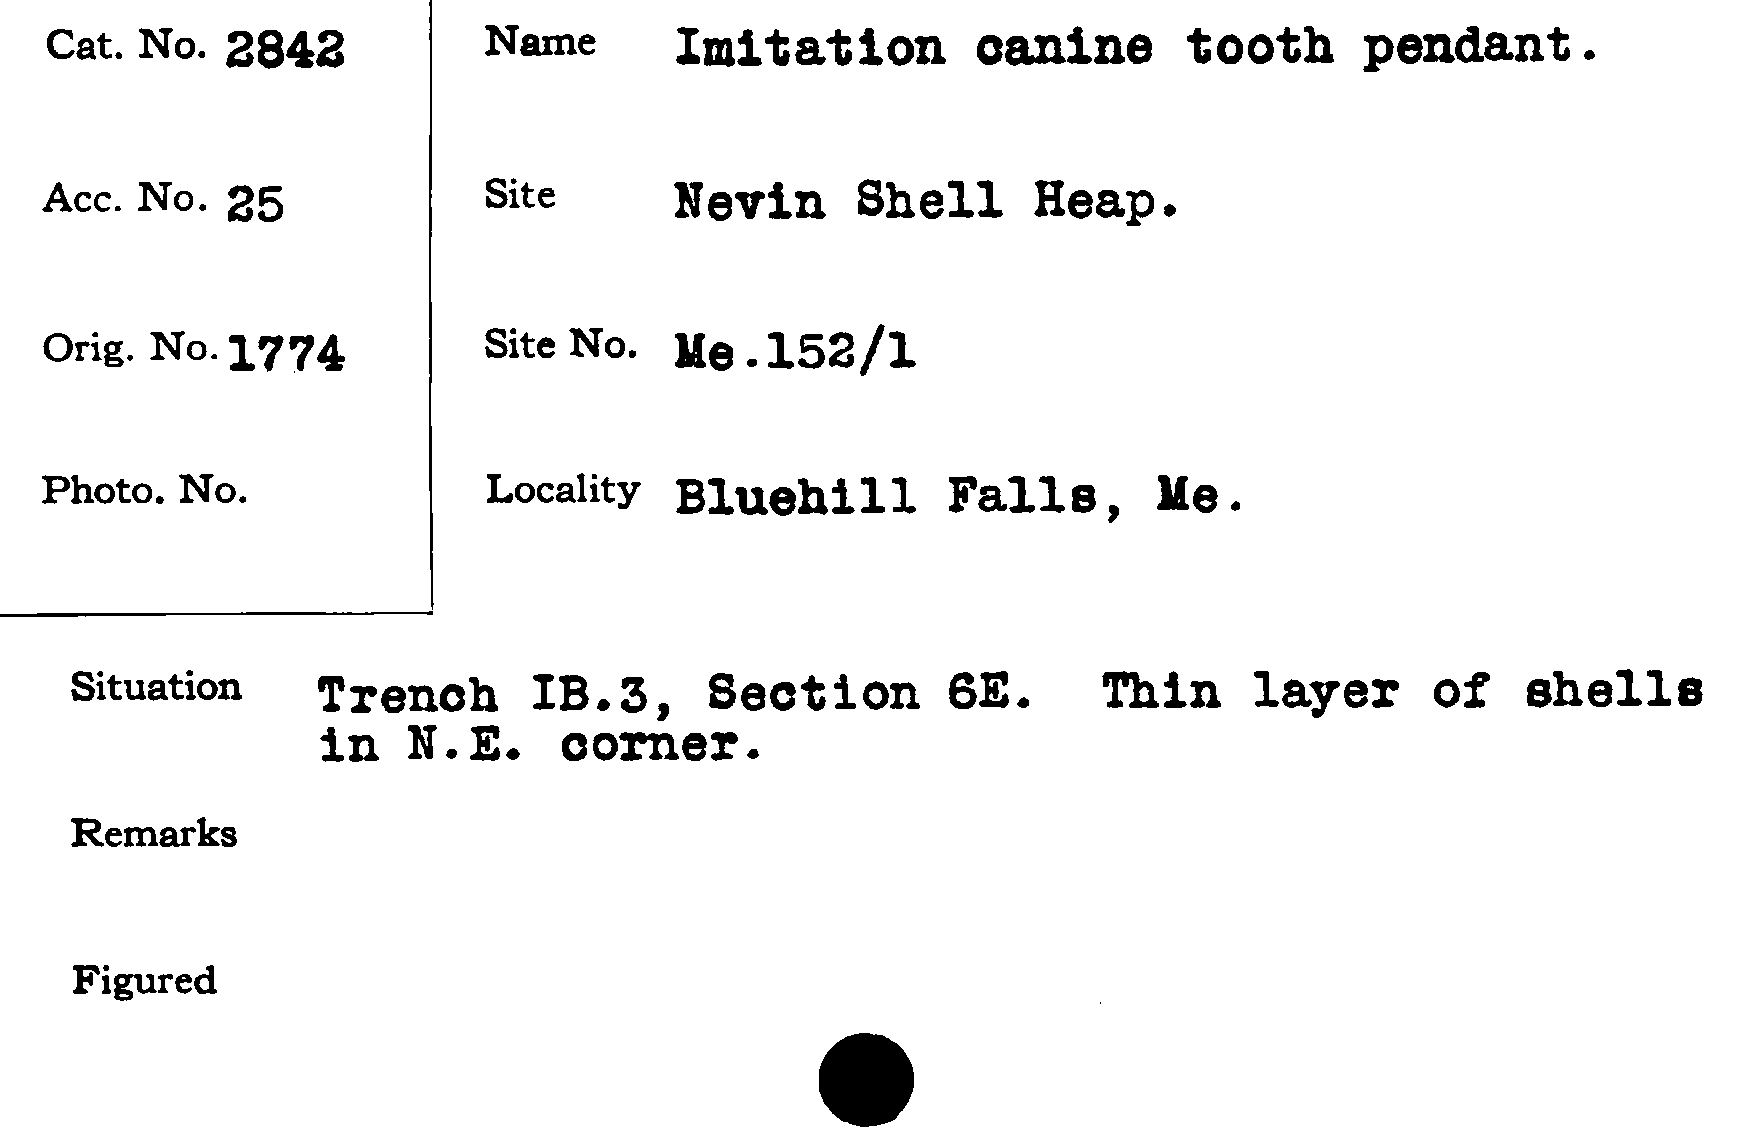 Cat. No. 2842
Name Imitation canine tooth pendant.
Acc. No. 25
Site Nevin Shell Heap.
Orig. No. 1774
Site No. Me.152/1
Photo. No.
Locality Bluehill Falls, Me.
Situation Trench IB.3, Section 6E. Thin layer of shells
in N.E. corner.
Remarks
Figured